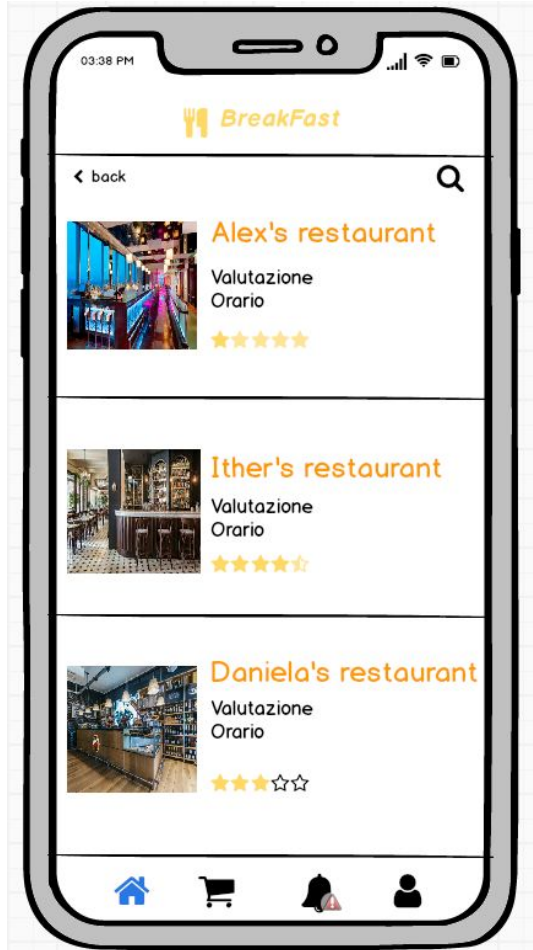 03:38 PM
BreakFast
back
Alex's restaurant
Valutazione
Orario
Ither's restaurant
Valutazione
Orario
Daniela's restaurant
Valutazione
Orario